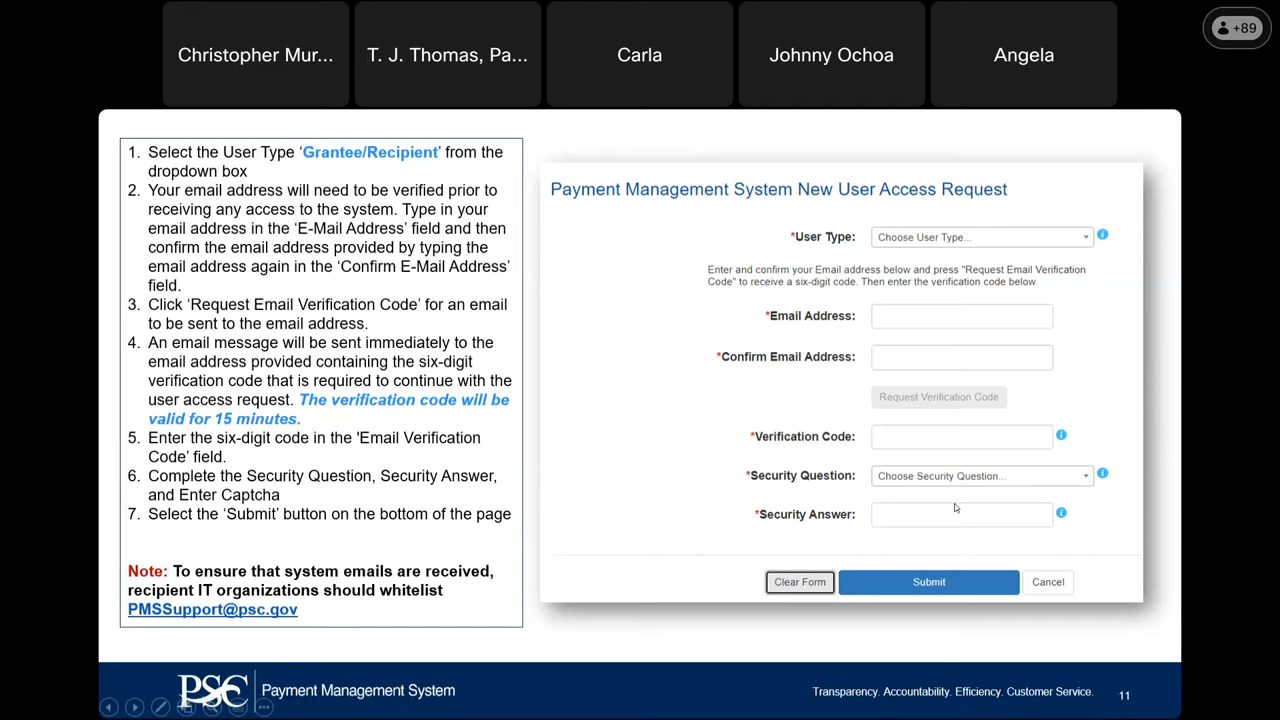 Christopher Mur...
T. J. Thomas, Pa...
Carla
Johnny Ochoa
Angela
+89
1. Select the User Type ‘Grantee/Recipient’ from the
dropdown box
2. Your email address will need to be verified prior to
receiving any access to the system. Type in your
email address in the ‘E-Mail Address’ field and then
confirm the email address provided by typing the
email address again in the ‘Confirm E-Mail Address’
field.
3. Click ‘Request Email Verification Code’ for an email
to be sent to the email address.
4. An email message will be sent immediately to the
email address provided containing the six-digit
verification code that is required to continue with the
user access request. The verification code will be
valid for 15 minutes.
5. Enter the six-digit code in the 'Email Verification
Code’ field.
6. Complete the Security Question, Security Answer,
and Enter Captcha
7. Select the ‘Submit’ button on the bottom of the page
Note: To ensure that system emails are received,
recipient IT organizations should whitelist
PMSSupport@psc.gov
Payment Management System New User Access Request
*User Type: Choose User Type...
Enter and confirm your Email address below and press "Request Email Verification
Code" to receive a six-digit code. Then enter the verification code below.
*Email Address:
*Confirm Email Address:
Request Verification Code
*Verification Code:
*Security Question: Choose Security Question...
*Security Answer:
Clear Form Submit Cancel
PSC Payment Management System
Transparency. Accountability. Efficiency. Customer Service. 11